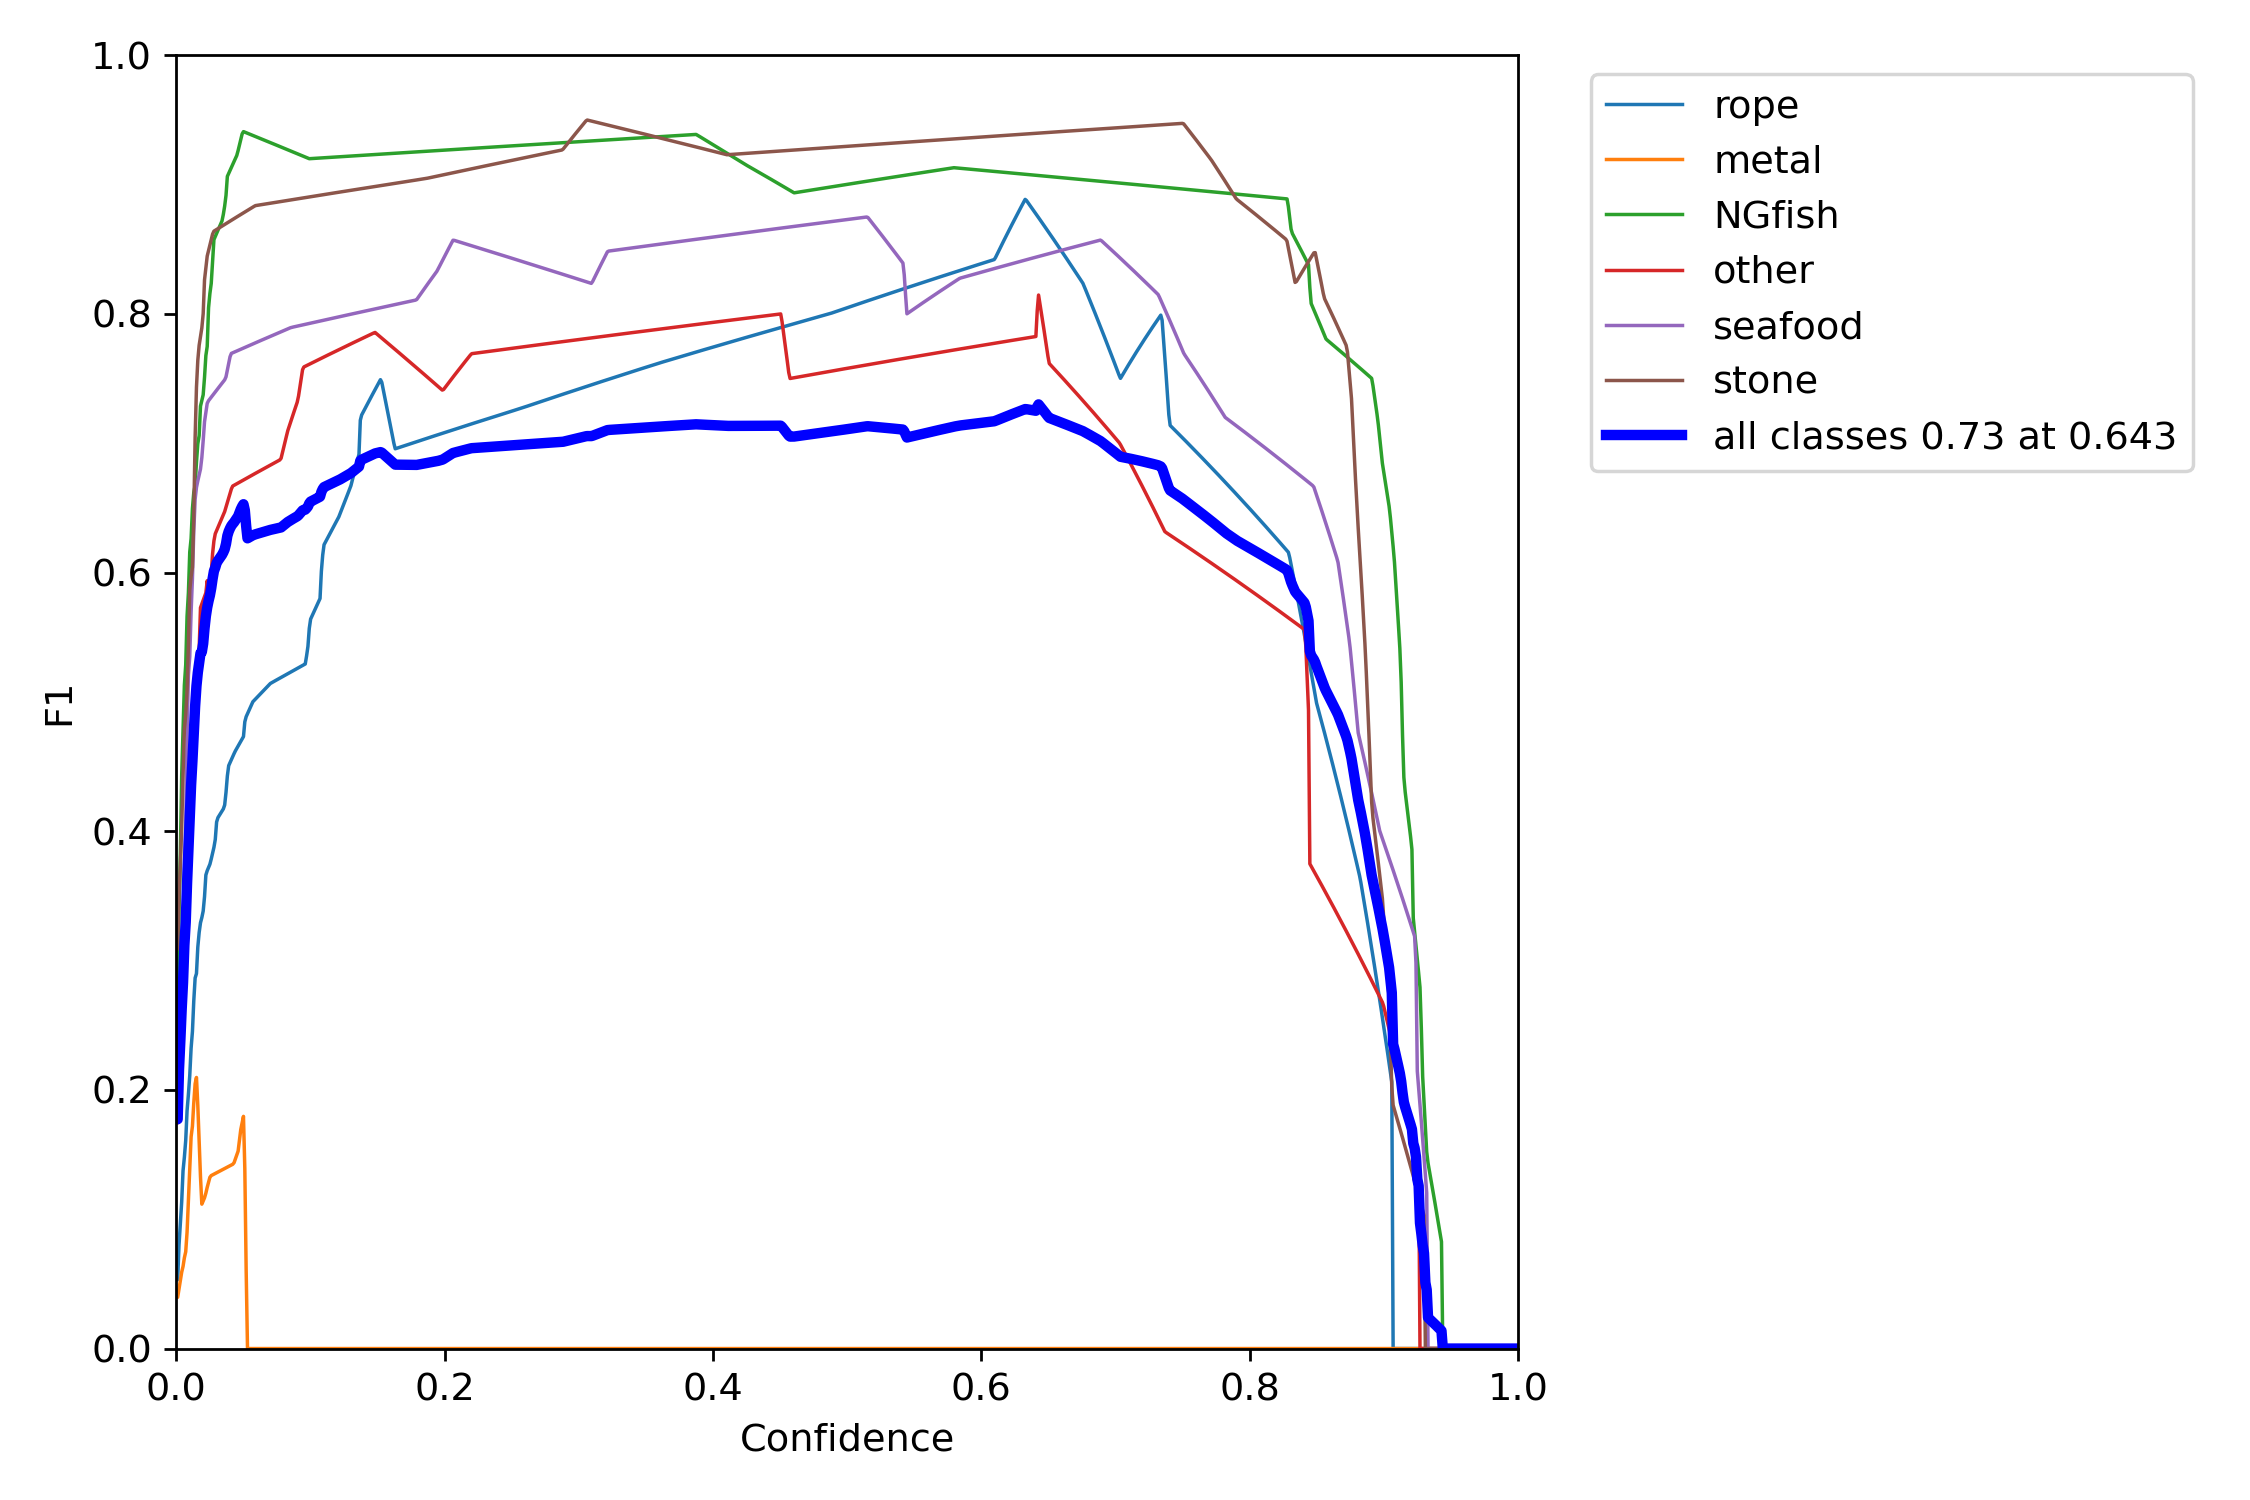 1.0
0.8
0.6
0.4
0.2
0.0
F1
0.0 0.2 0.4 0.6 0.8 1.0
Confidence
rope
metal
NGfish
other
seafood
stone
all classes 0.73 at 0.643